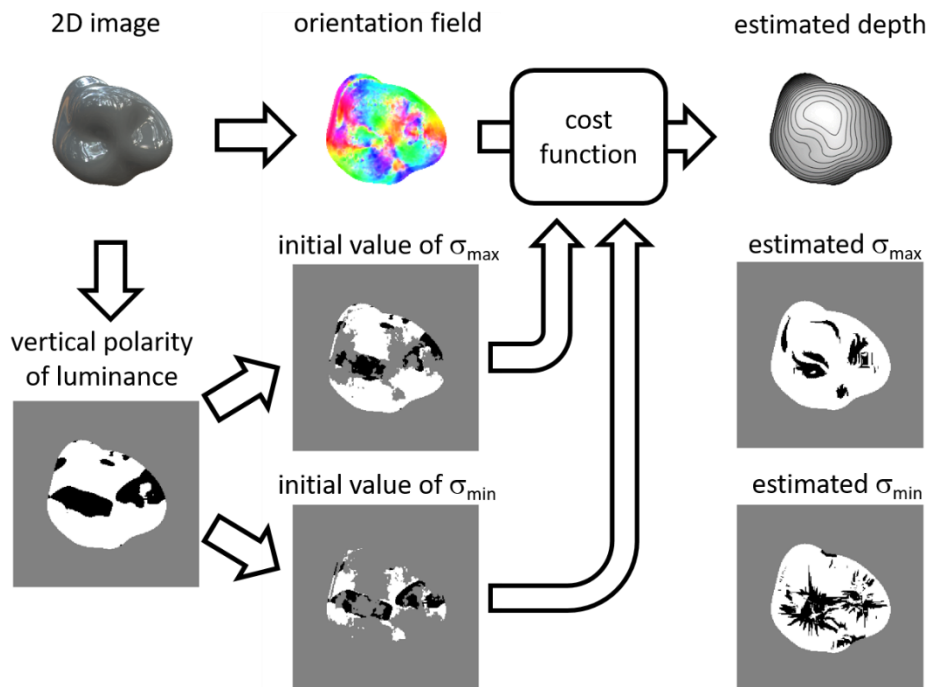 2D image
orientation field
estimated depth
cost
function
initial value of σmax
estimated σmax
vertical polarity
of luminance
initial value of σmin
estimated σmin